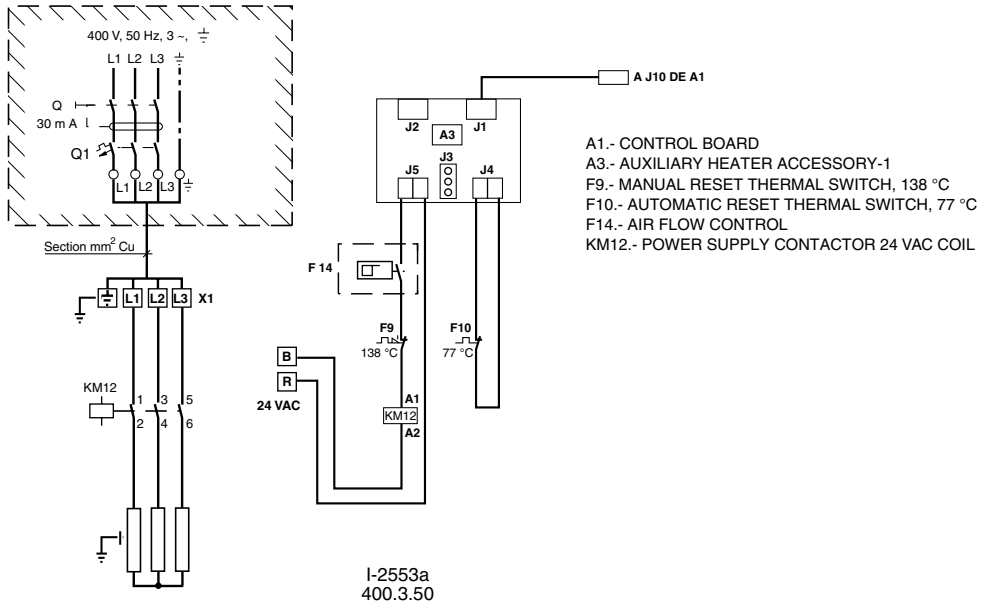 400 V, 50 Hz, 3 ~,
L1 L2 L3
Q
30 m A
Q1
L1 L2 L3
Section mm² Cu
L1 L2 L3 X1
KM12
1 3 5
2 4 6
A J10 DE A1
J2 J1
A3
J3
J5 J4
F 14
F9
138 °C
F10
77 °C
B
R
24 VAC
A1
KM12
A2
A1.- CONTROL BOARD
A3.- AUXILIARY HEATER ACCESSORY-1
F9.- MANUAL RESET THERMAL SWITCH, 138 °C
F10.- AUTOMATIC RESET THERMAL SWITCH, 77 °C
F14.- AIR FLOW CONTROL
KM12.- POWER SUPPLY CONTACTOR 24 VAC COIL
I-2553a
400.3.50